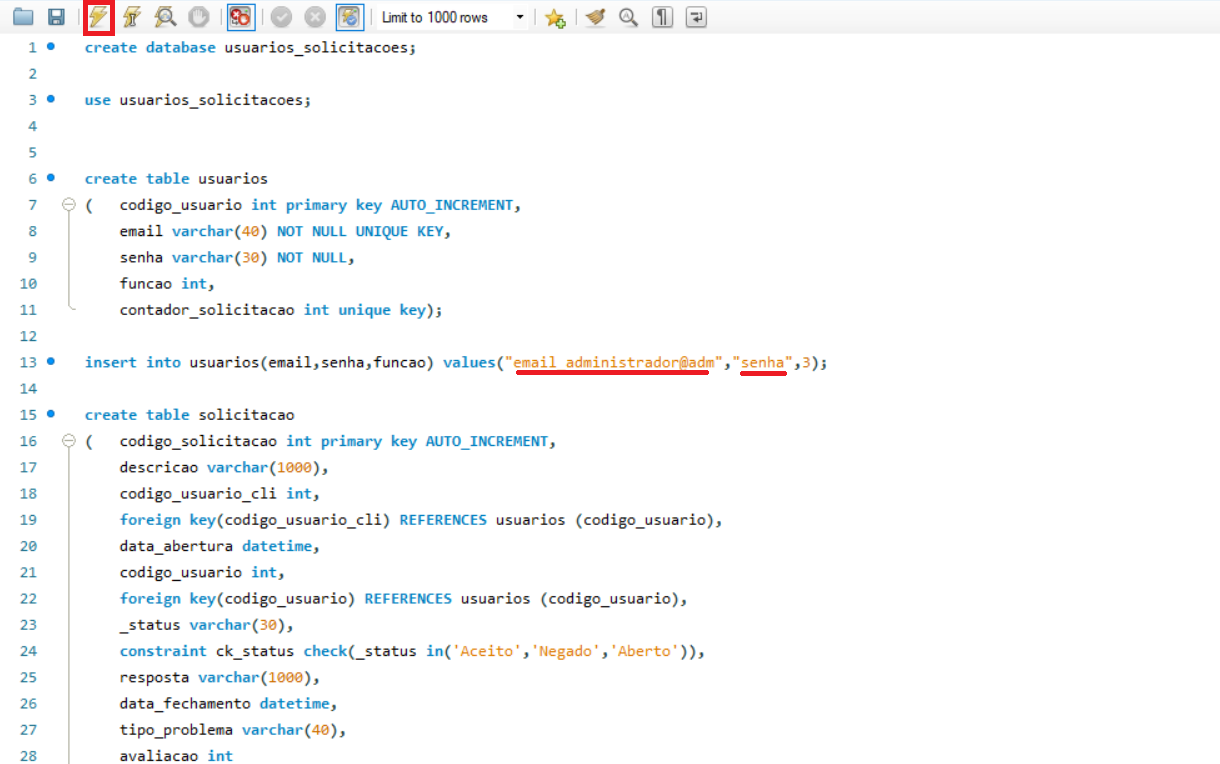 Limit to 1000 rows
1 create database usuarios_solicitacoes;
2
3 use usuarios_solicitacoes;
4
5
6 create table usuarios
7 ( codigo_usuario int primary key AUTO_INCREMENT,
8 email varchar(40) NOT NULL UNIQUE KEY,
9 senha varchar(30) NOT NULL,
10 funcao int,
11 contador_solicitacao int unique key);
12
13 insert into usuarios(email,senha,funcao) values("email administrador@adm","senha",3);
14
15 create table solicitacao
16 ( codigo_solicitacao int primary key AUTO_INCREMENT,
17 descricao varchar(1000),
18 codigo_usuario_cli int,
19 foreign key(codigo_usuario_cli) REFERENCES usuarios (codigo_usuario),
20 data_abertura datetime,
21 codigo_usuario int,
22 foreign key(codigo_usuario) REFERENCES usuarios (codigo_usuario),
23 _status varchar(30),
24 constraint ck_status check(_status in('Aceito','Negado','Aberto')),
25 resposta varchar(1000),
26 data_fechamento datetime,
27 tipo_problema varchar(40),
28 avaliacao int